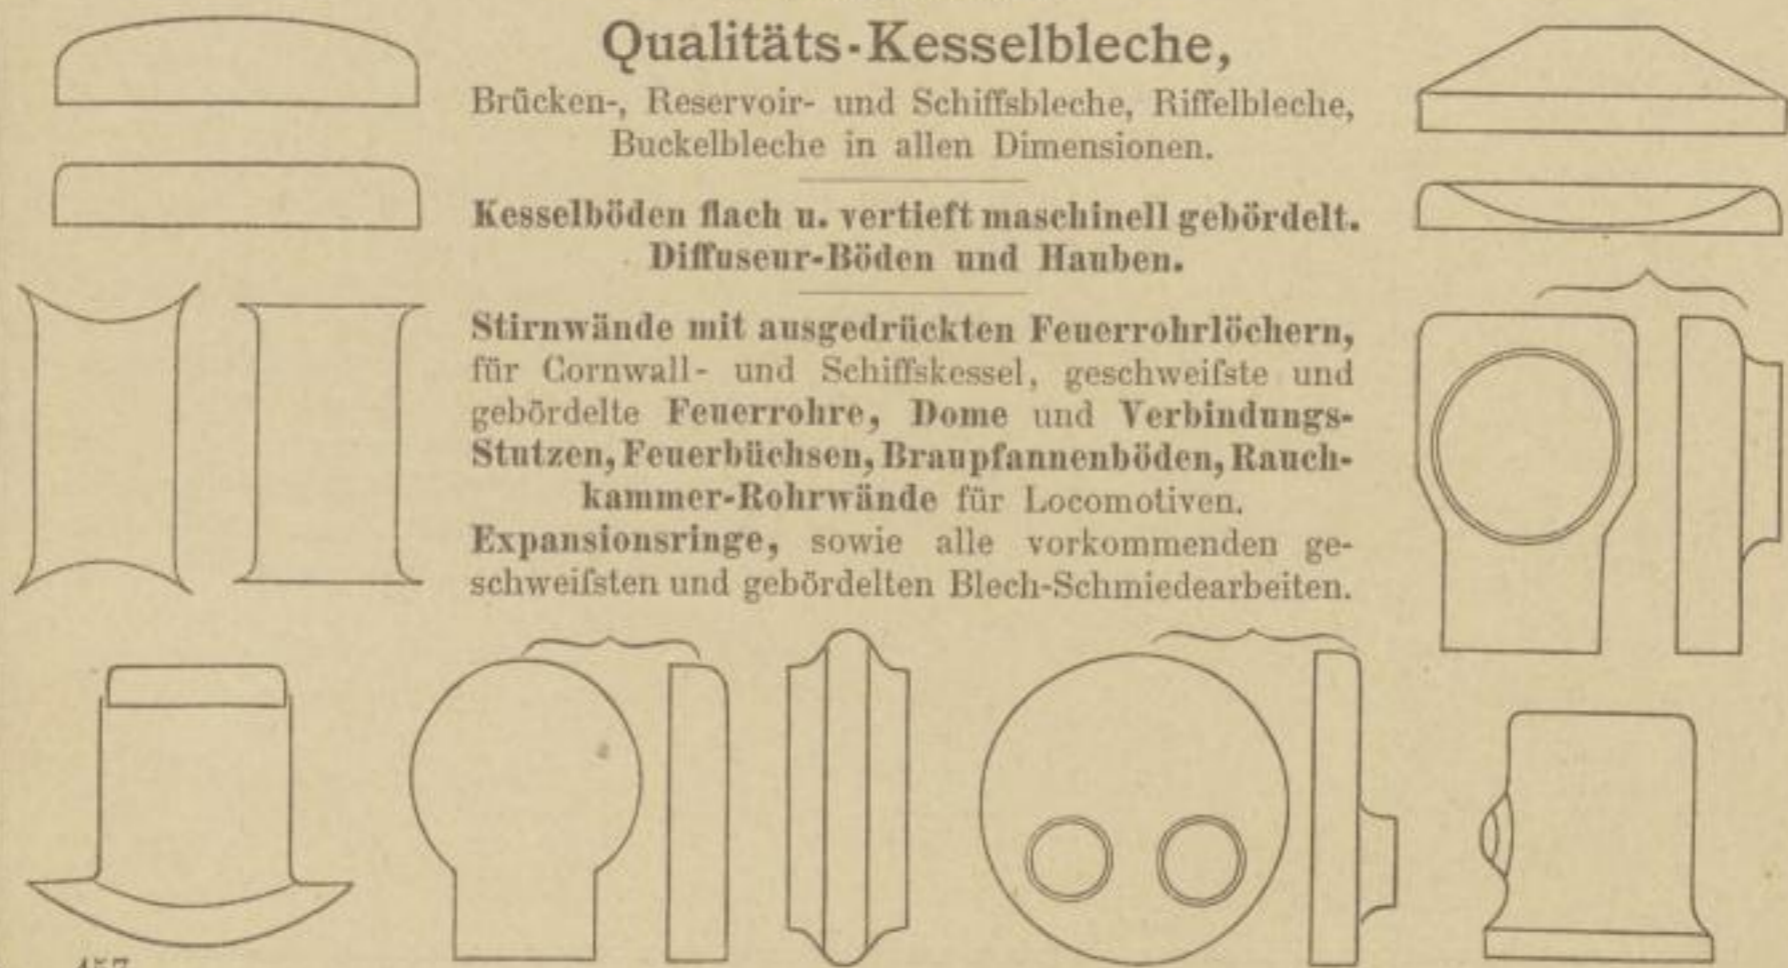 Qualitäts-Kesselbleche,
Brücken-, Reservoir- und Schiffsbleche, Riffelbleche,
Buckelbleche in allen Dimensionen.
Kesselböden flach u. vertieft maschinell gebördelt.
Diffuseur-Böden und Hauben.
Stirnwände mit ausgedrückten Feuerrohrlöchern,
für Cornwall- und Schiffskessel, geschweiſste und
gebördelte Feuerrohre, Dome und Verbindungs-
Stutzen, Feuerbüchsen, Braupfannenböden, Rauch-
kammer-Rohrwände für Locomotiven.
Expansionsringe, sowie alle vorkommenden ge-
schweiſsten und gebördelten Blech-Schmiedearbeiten.